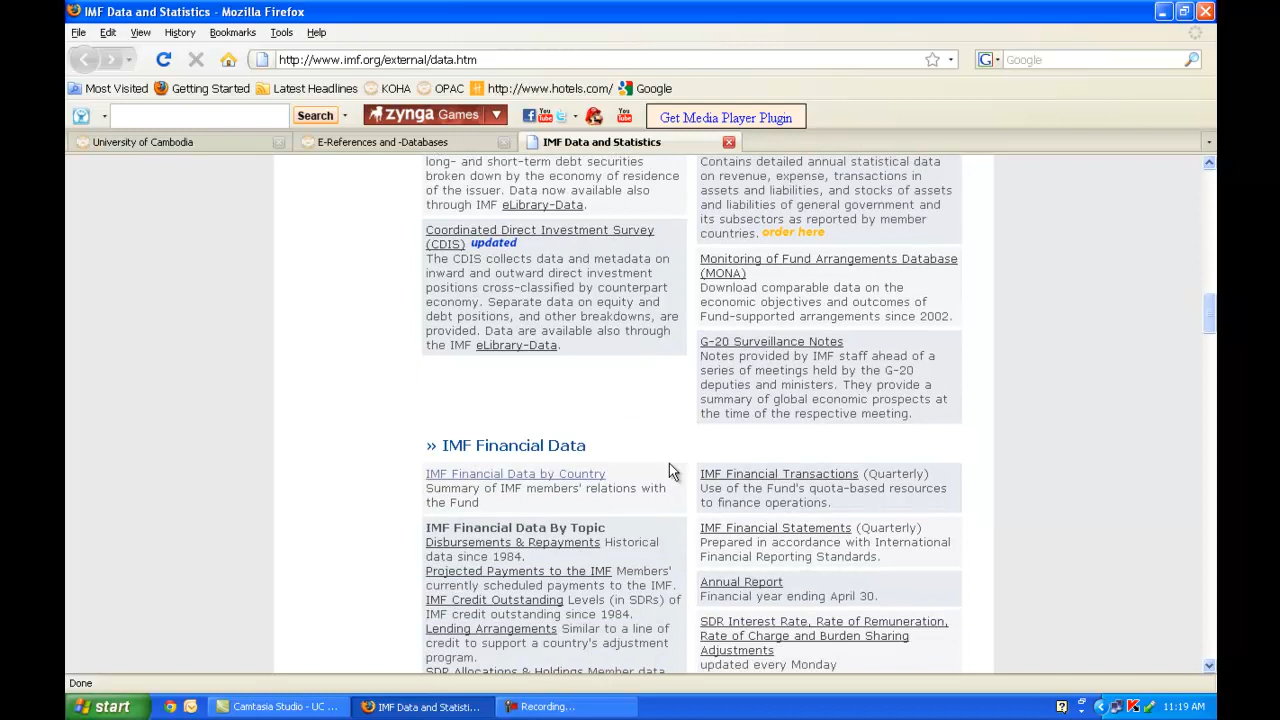 IMF Data and Statistics - Mozilla Firefox
File Edit View History Bookmarks Tools Help
http://www.imf.org/external/data.htm
Google
Most Visited Getting Started Latest Headlines KOHA OPAC http://www.hotels.com/ Google
Search zynga Games You Tube You Tube Get Media Player Plugin
University of Cambodia E-References and -Databases IMF Data and Statistics
long- and short-term debt securities
broken down by the economy of residence
of the issuer. Data now available also
through IMF eLibrary-Data.
Coordinated Direct Investment Survey
(CDIS) updated
The CDIS collects data and metadata on
inward and outward direct investment
positions cross-classified by counterpart
economy. Separate data on equity and
debt positions, and other breakdowns, are
provided. Data are available also through
the IMF eLibrary-Data.
Contains detailed annual statistical data
on revenue, expense, transactions in
assets and liabilities, and stocks of assets
and liabilities of general government and
its subsectors as reported by member
countries. order here
Monitoring of Fund Arrangements Database
(MONA)
Download comparable data on the
economic objectives and outcomes of
Fund-supported arrangements since 2002.
G-20 Surveillance Notes
Notes provided by IMF staff ahead of a
series of meetings held by the G-20
deputies and ministers. They provide a
summary of global economic prospects at
the time of the respective meeting.
» IMF Financial Data
IMF Financial Data by Country
Summary of IMF members' relations with
the Fund
IMF Financial Data By Topic
Disbursements & Repayments Historical
data since 1984.
Projected Payments to the IMF Members'
currently scheduled payments to the IMF.
IMF Credit Outstanding Levels (in SDRs) of
IMF credit outstanding since 1984.
Lending Arrangements Similar to a line of
credit to support a country's adjustment
program.
SDR Allocations & Holdings Member data
IMF Financial Transactions (Quarterly)
Use of the Fund's quota-based resources
to finance operations.
IMF Financial Statements (Quarterly)
Prepared in accordance with International
Financial Reporting Standards.
Annual Report
Financial year ending April 30.
SDR Interest Rate, Rate of Remuneration,
Rate of Charge and Burden Sharing
Adjustments
updated every Monday
Done
start Camtasia Studio - UC ... IMF Data and Statisti... Recording... 11:19 AM